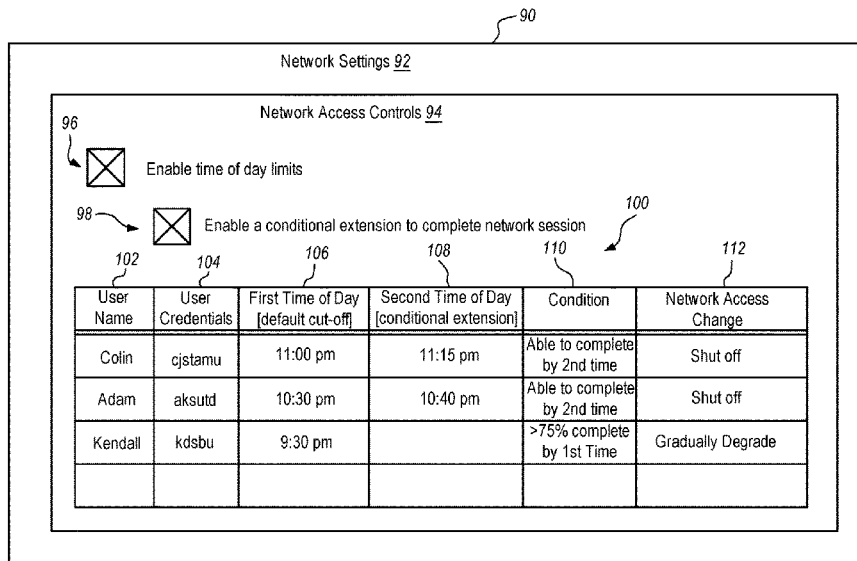 90
Network Settings 92
Network Access Controls 94
96
Enable time of day limits
98
Enable a conditional extension to complete network session
100
102
104
106
108
110
112
User Name
User Credentials
First Time of Day [default cut-off]
Second Time of Day [conditional extension]
Condition
Network Access Change
Colin
cjstamu
11:00 pm
11:15 pm
Able to complete by 2nd time
Shut off
Adam
aksutd
10:30 pm
10:40 pm
Able to complete by 2nd time
Shut off
Kendall
kdsbu
9:30 pm
>75% complete by 1st Time
Gradually Degrade